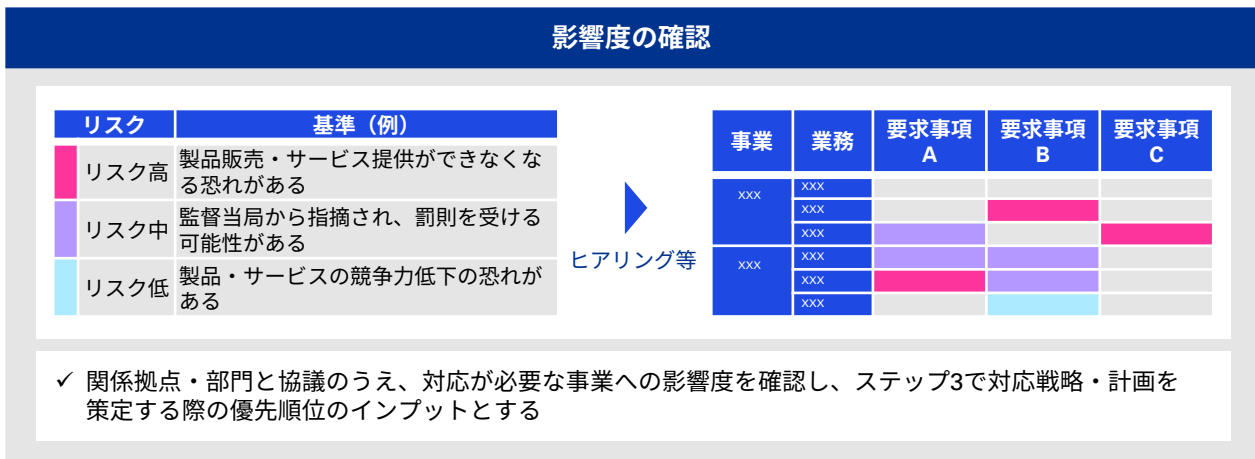 影響度の確認
リスク 基準（例）
リスク高 製品販売・サービス提供ができなくな
る恐れがある
リスク中 監督当局から指摘され、罰則を受ける
可能性がある
リスク低 製品・サービスの競争力低下の恐れが
ある
ヒアリング等
事業 業務 要求事項 要求事項 要求事項
A B C
xxx xxx
xxx
xxx
xxx xxx
xxx
xxx
✓ 関係拠点・部門と協議のうえ、対応が必要な事業への影響度を確認し、ステップ3で対応戦略・計画を
策定する際の優先順位のインプットとする